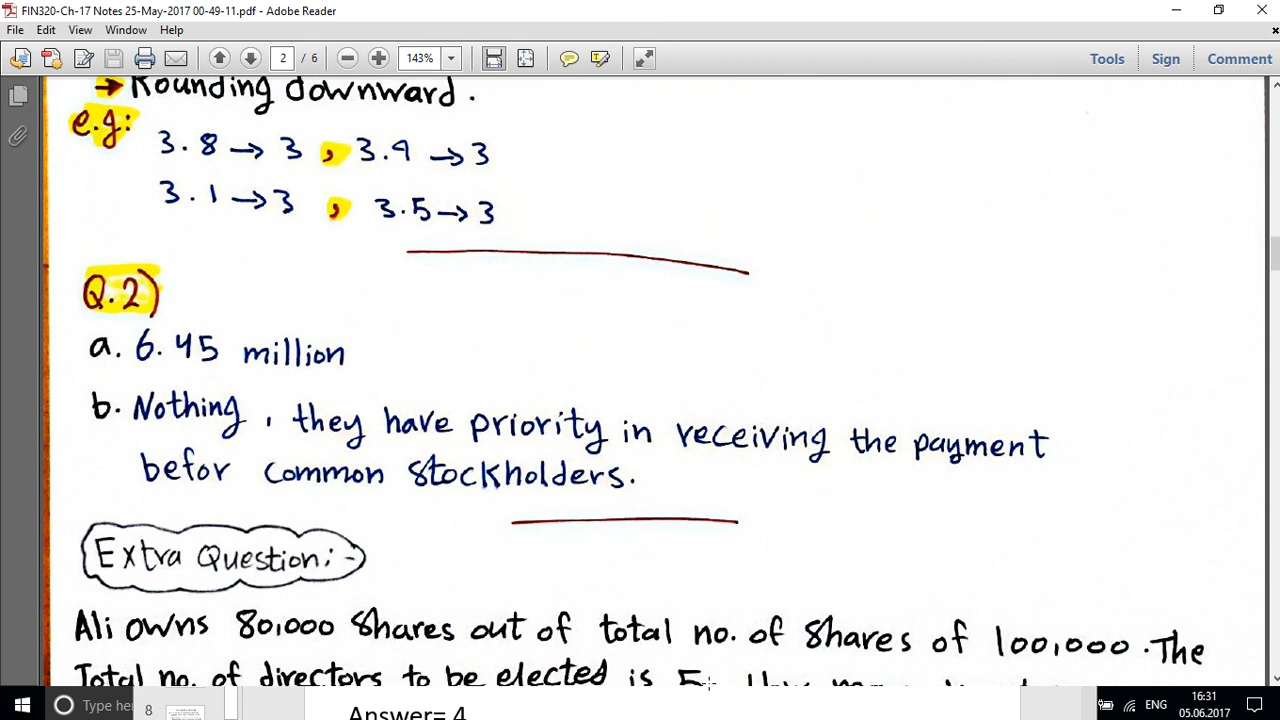 FIN320-Ch-17 Notes 25-May-2017 00-49-11.pdf - Adobe Reader
File Edit View Window Help
2 / 6 143% Tools Sign Comment
→ Rounding downward.
e.g:
3.8 → 3 , 3.9 → 3
3.1 → 3 , 3.5 → 3
Q.2)
a. 6.45 million
b. Nothing, they have priority in receiving the payment
befor common stockholders.
Extra Question:-
Ali owns 80,000 shares out of total no. of shares of 100,000. The
Total no. of directors to be elected is 5.
Answer= 4
Type 8 ENG 16:31
05.06.2017